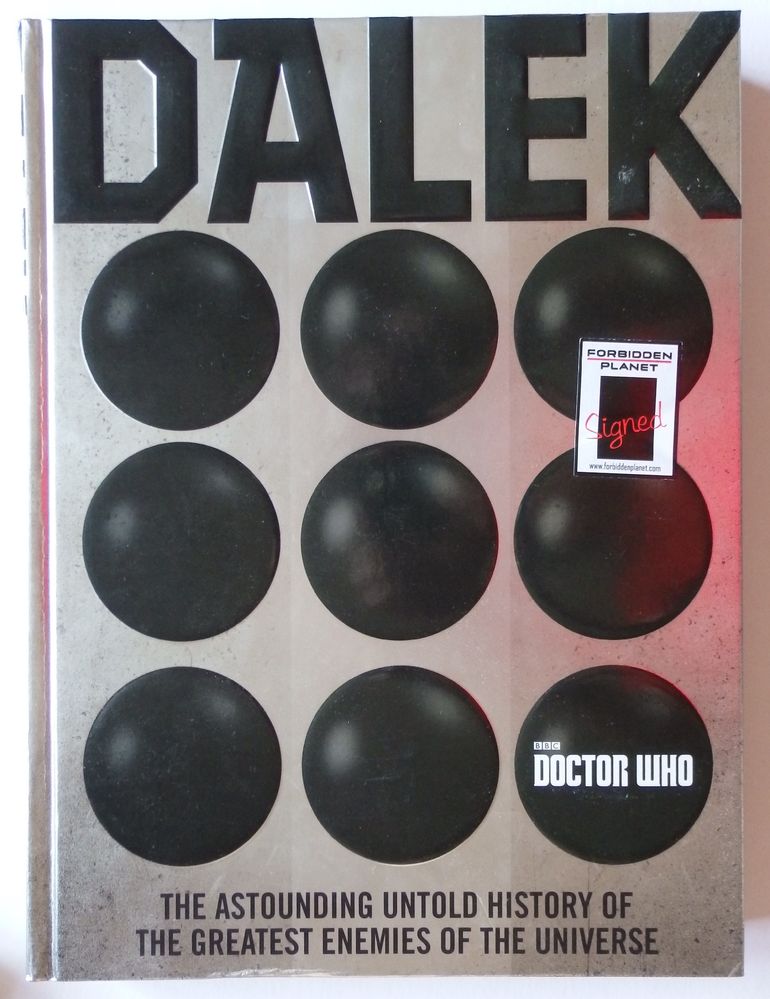 DALEK
FORBIDDEN
PLANET
Signed
www.forbiddenplanet.com
BBC
DOCTOR WHO
THE ASTOUNDING UNTOLD HISTORY OF
THE GREATEST ENEMIES OF THE UNIVERSE